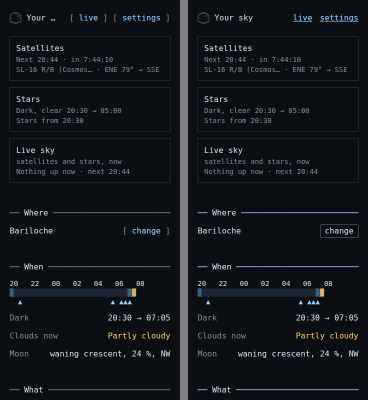 Your … [ live ] [ settings ]
Satellites
Next 20:44 · in 7:44:10
SL-16 R/B (Cosmos… · ENE 79° → SSE
Stars
Dark, clear 20:30 → 05:00
Stars from 20:30
Live sky
satellites and stars, now
Nothing up now · next 20:44
Where
Bariloche [ change ]
When
20 22 00 02 04 06 08
Dark 20:30 → 07:05
Clouds now Partly cloudy
Moon waning crescent, 24 %, NW
What
Your sky live settings
Satellites
Next 20:44 · in 7:44:10
SL-16 R/B (Cosmos… · ENE 79° → SSE
Stars
Dark, clear 20:30 → 05:00
Stars from 20:30
Live sky
satellites and stars, now
Nothing up now · next 20:44
Where
Bariloche change
When
20 22 00 02 04 06 08
Dark 20:30 → 07:05
Clouds now Partly cloudy
Moon waning crescent, 24 %, NW
What